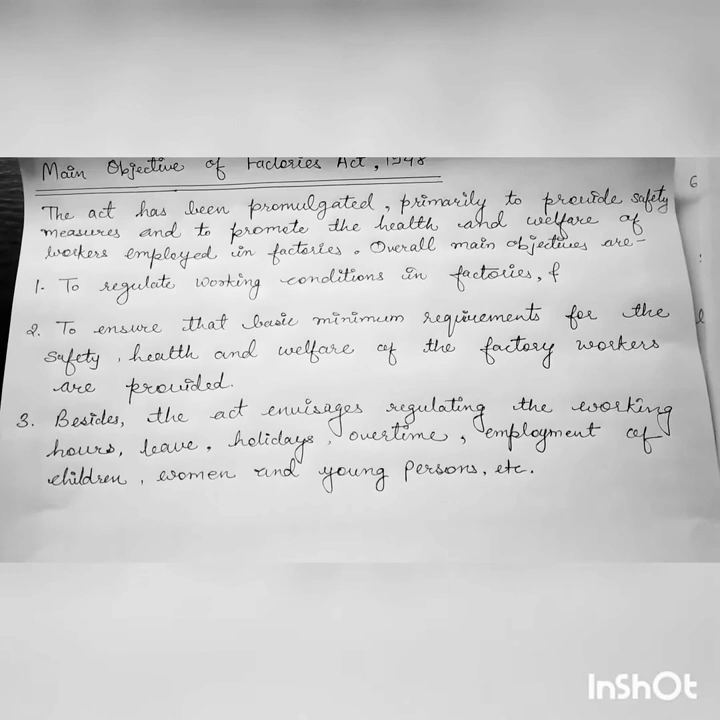 Main Objective of Factories Act, 1948
The act has been promulgated, primarily to provide safety
measures and to promote the health and welfare of
workers employed in factories. Overall main objectives are-
1. To regulate working conditions in factories, &
2. To ensure that basic minimum requirements for the
safety, health and welfare of the factory workers
are provided.
3. Besides, the act envisages regulating the working
hours, leave, holidays, overtime, employment of
children, women and young persons, etc.
6
InShOt